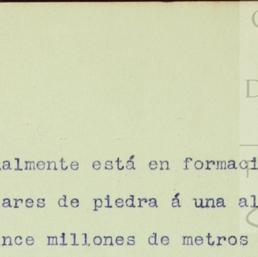 almente está en formaci
ares de piedra á una al
nce millones de metros